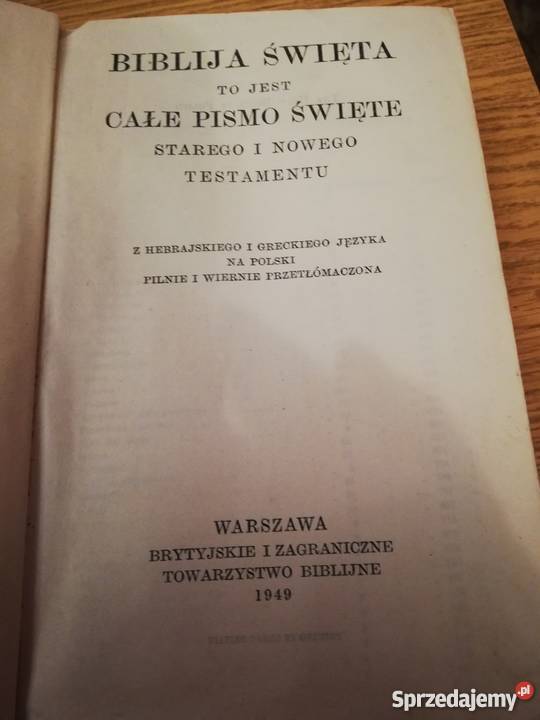 BIBLIJA ŚWIĘTA
TO JEST
CAŁE PISMO ŚWIĘTE
STAREGO I NOWEGO
TESTAMENTU
Z HEBRAJSKIEGO I GRECKIEGO JĘZYKA
NA POLSKI
PILNIE I WIERNIE PRZETŁÓMACZONA
WARSZAWA
BRYTYJSKIE I ZAGRANICZNE
TOWARZYSTWO BIBLIJNE
1949
Sprzedajemy.pl